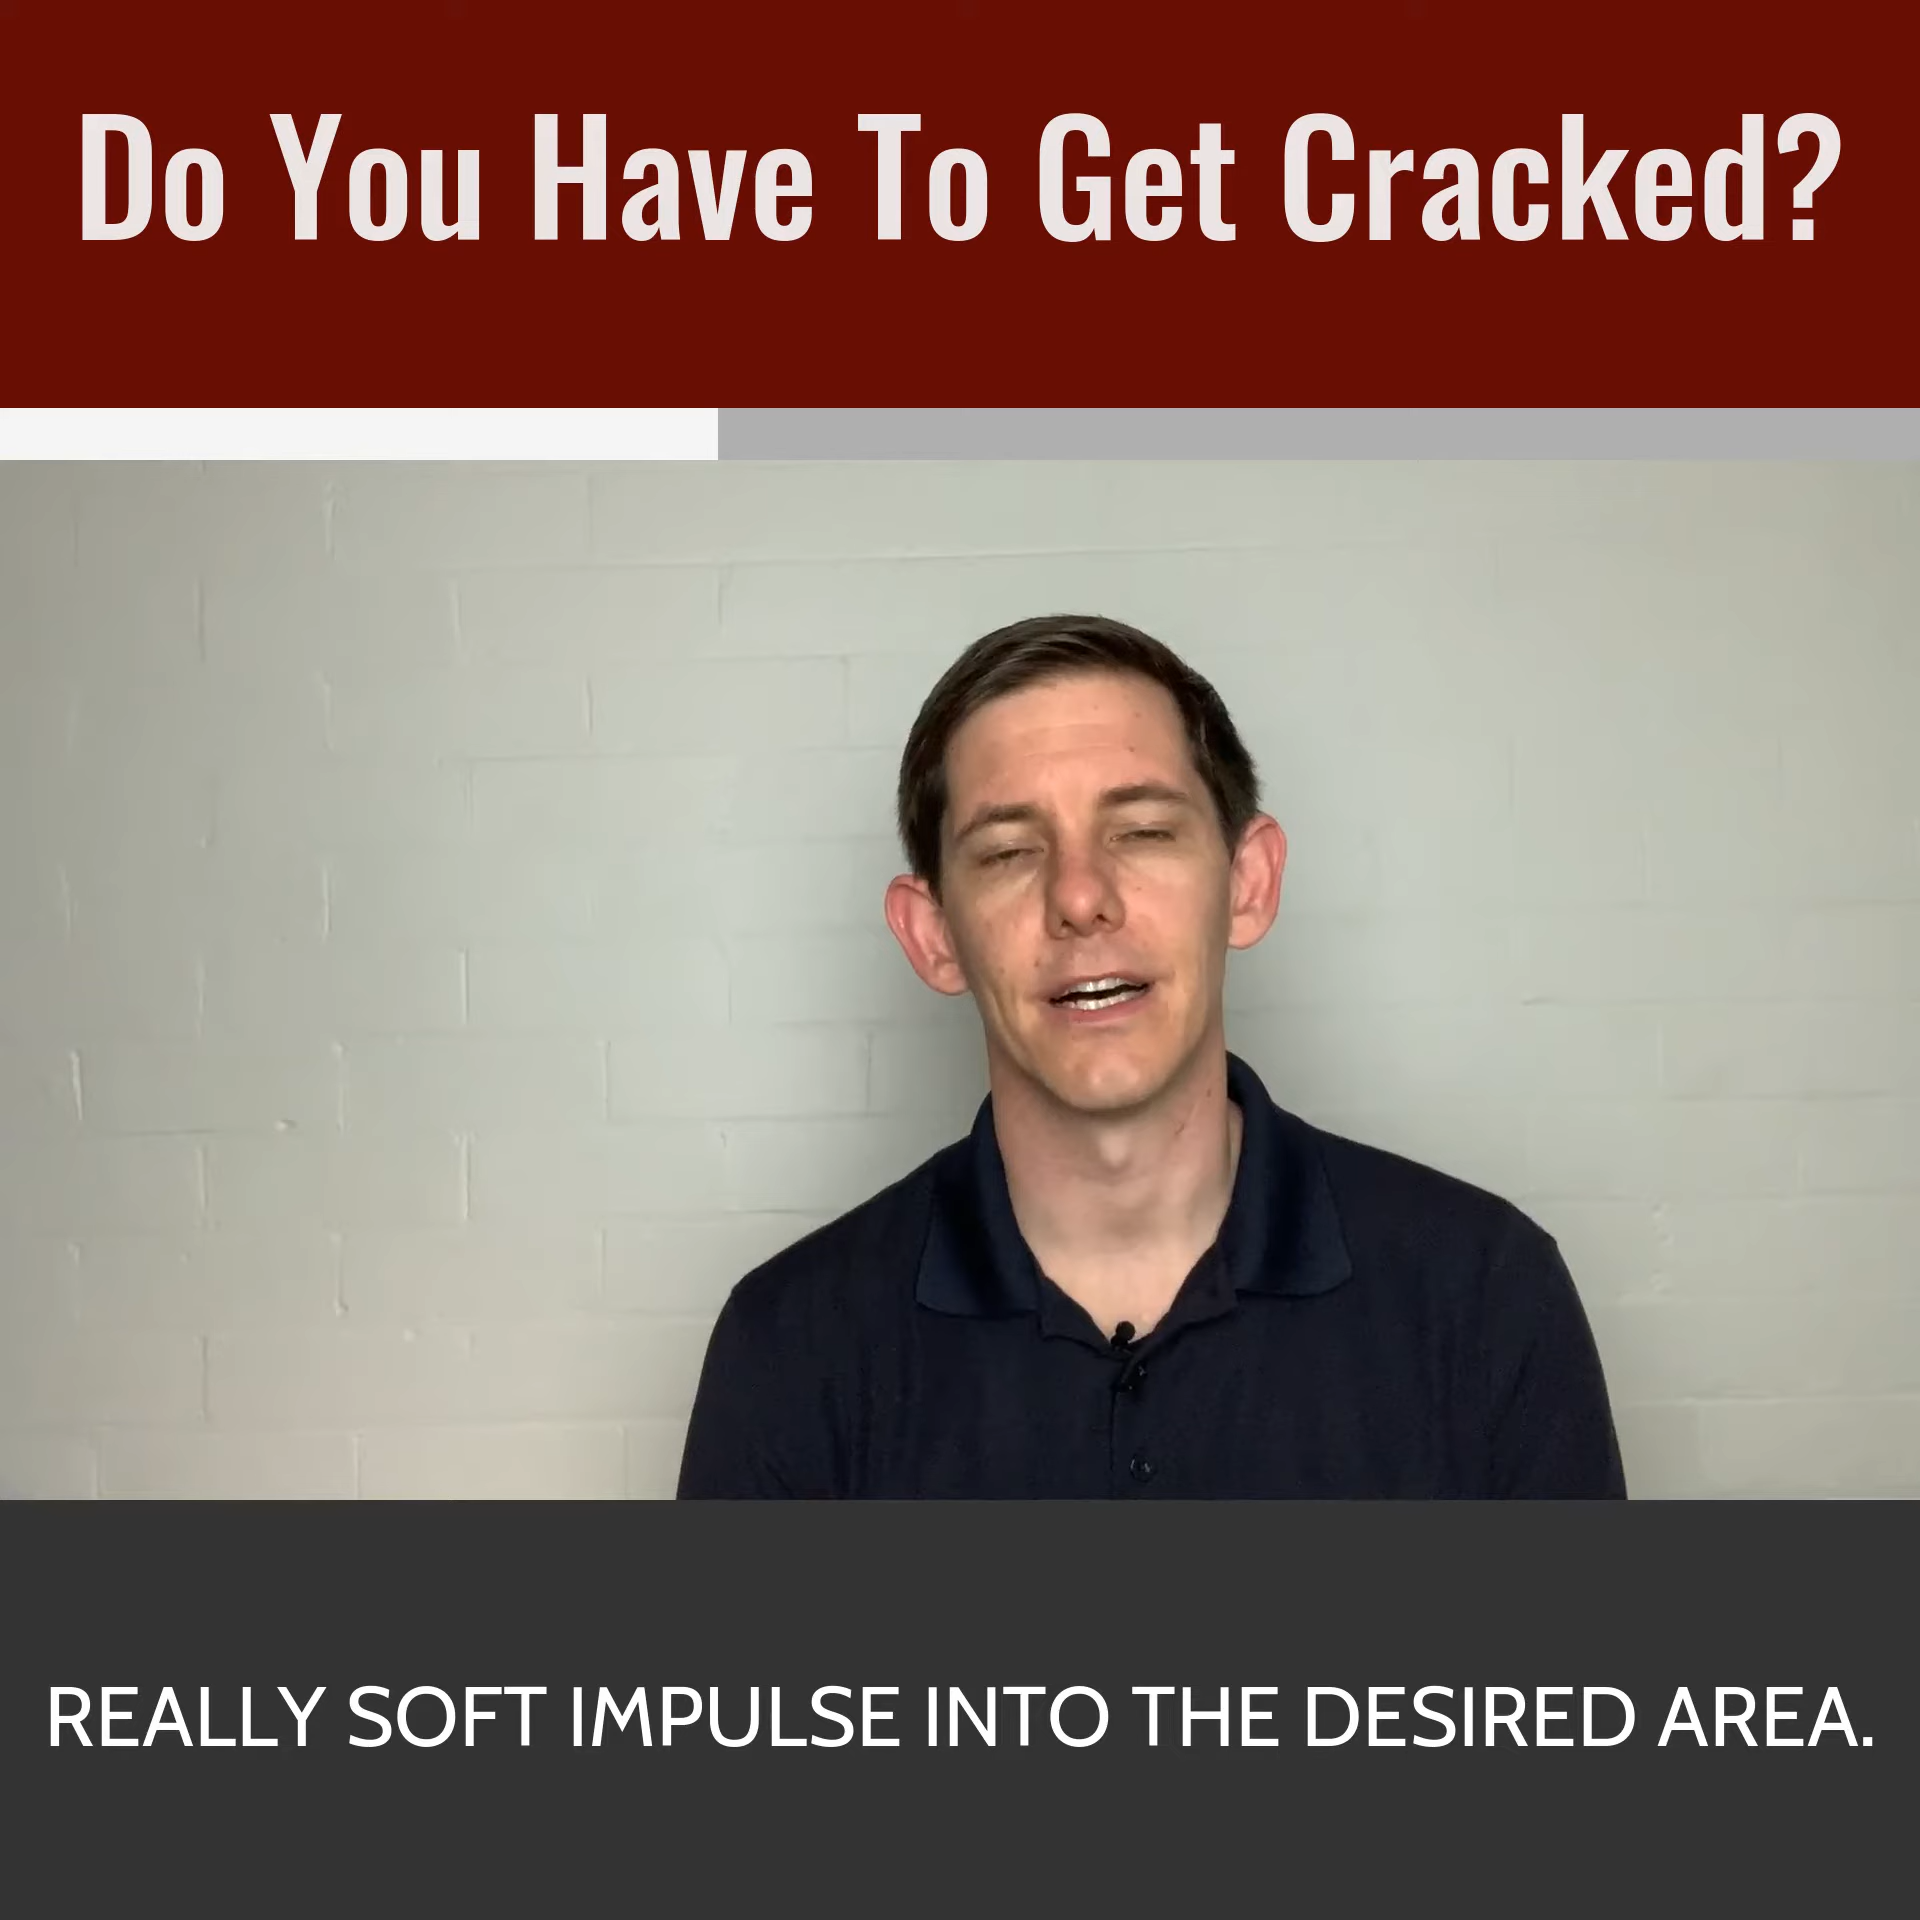 Do You Have To Get Cracked?
REALLY SOFT IMPULSE INTO THE DESIRED AREA.